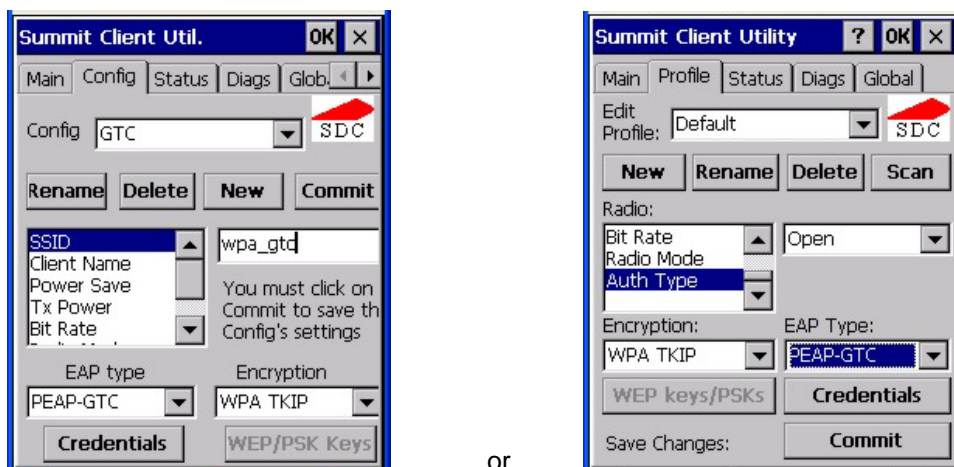 Summit Client Util. OK ×
Main Config Status Diags Glob
Config GTC SDC
Rename Delete New Commit
SSID
Client Name
Power Save
Tx Power
Bit Rate
wpa_gtc
You must click on
Commit to save th
Config's settings
EAP type Encryption
PEAP-GTC WPA TKIP
Credentials WEP/PSK Keys
or
Summit Client Utility ? OK ×
Main Profile Status Diags Global
Edit
Profile: Default SDC
New Rename Delete Scan
Radio:
Bit Rate
Radio Mode
Auth Type
Open
Encryption: EAP Type:
WPA TKIP PEAP-GTC
WEP keys/PSKs Credentials
Save Changes: Commit